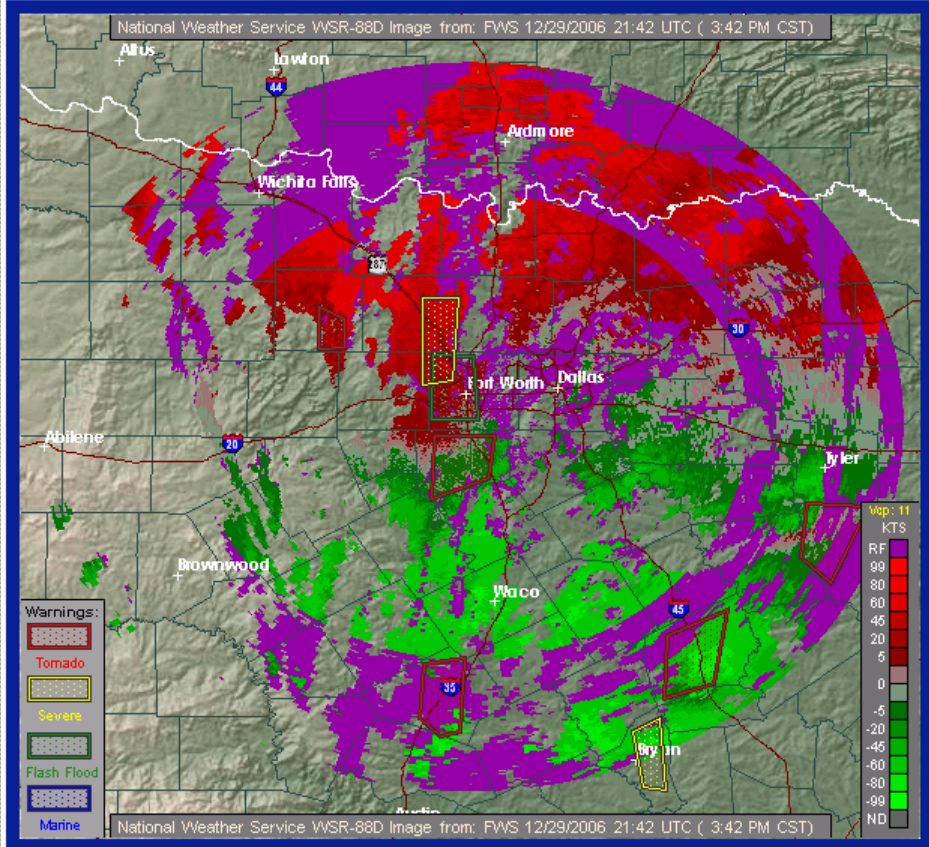 National Weather Service WSR-88D Image from: FWS 12/29/2006 21:42 UTC ( 3:42 PM CST)
Altus
Lawton
44
Ardmore
Wichita Falls
287
30
Fort Worth
Dallas
Abilene
20
Tyler
Vcp: 11
KTS
RF
99
80
60
45
20
5
0
-5
-20
-45
-60
-80
-99
ND
Brownwood
Waco
45
Warnings:
Tornado
Severe
Flash Flood
Marine
35
Bryan
Austin
National Weather Service WSR-88D Image from: FWS 12/29/2006 21:42 UTC ( 3:42 PM CST)